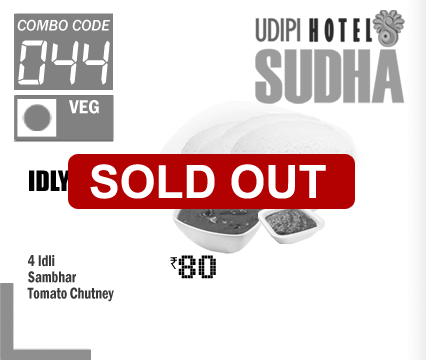 COMBO CODE
044
VEG
UDIPI HOTEL
SUDHA
IDLY
SOLD OUT
4 Idli
Sambhar
Tomato Chutney
₹80